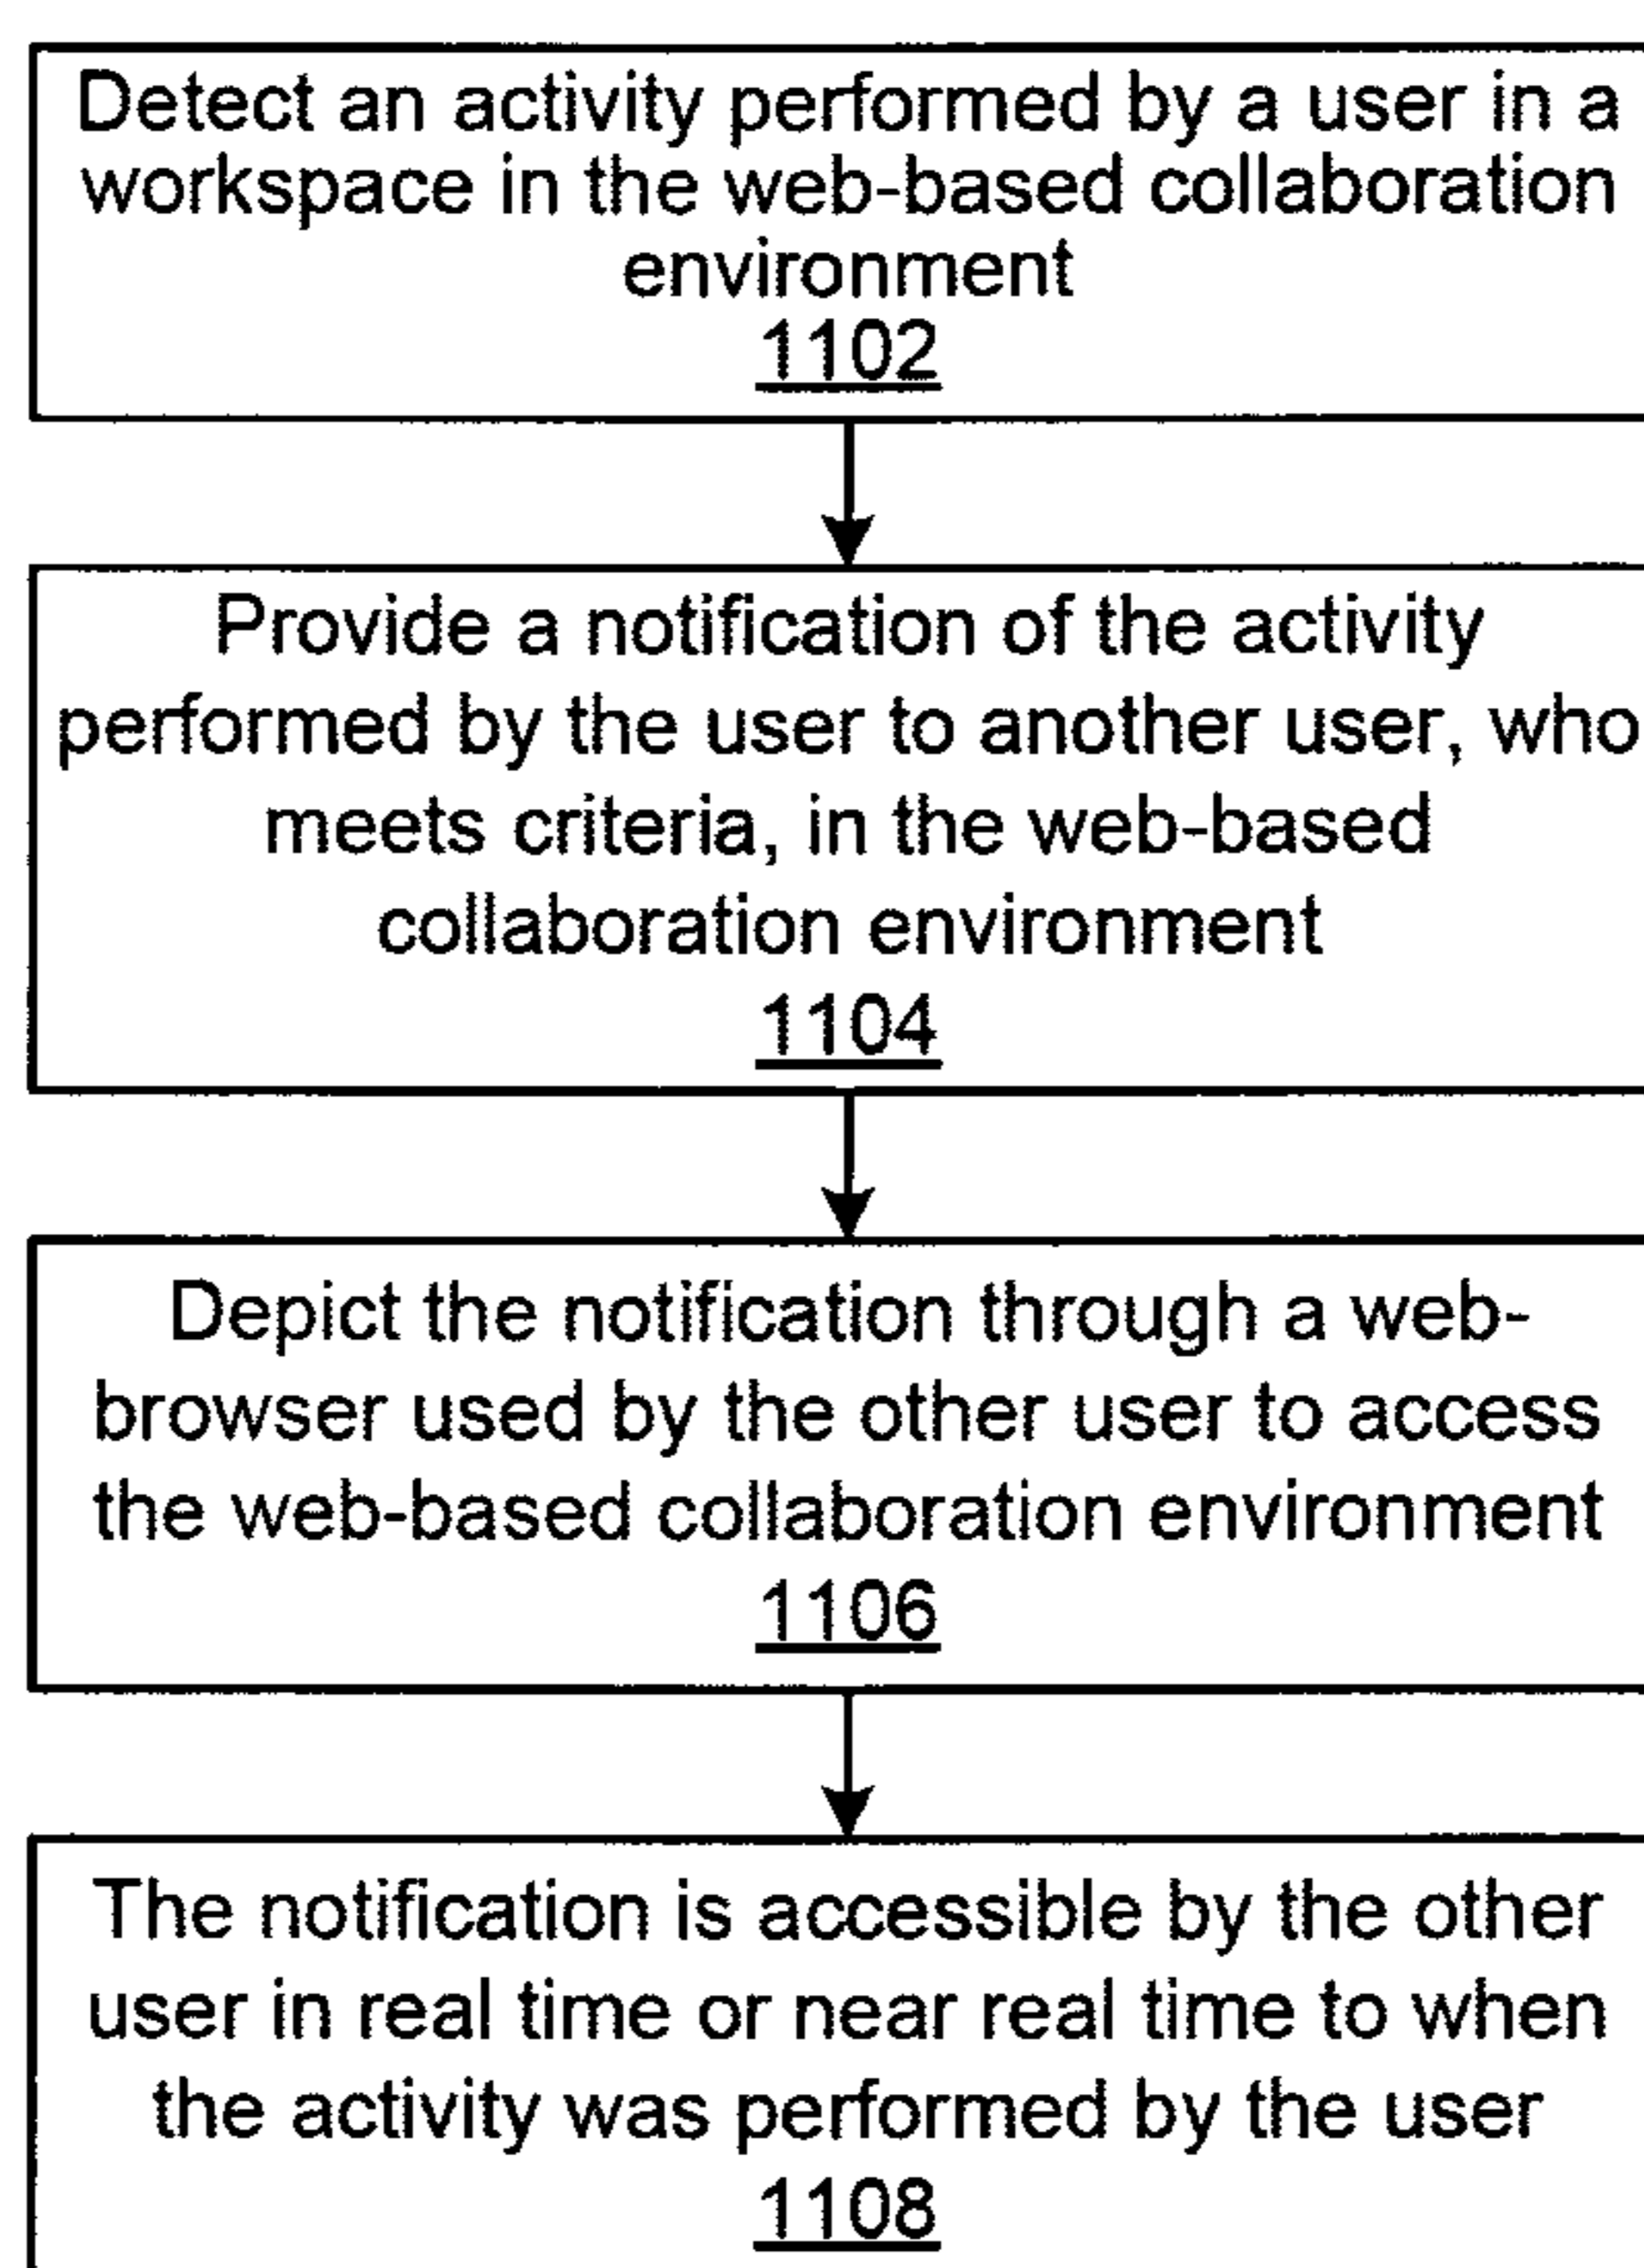 Detect an activity performed by a user in a
workspace in the web-based collaboration
environment
1102
Provide a notification of the activity
performed by the user to another user, who
meets criteria, in the web-based
collaboration environment
1104
Depict the notification through a web-
browser used by the other user to access
the web-based collaboration environment
1106
The notification is accessible by the other
user in real time or near real time to when
the activity was performed by the user
1108